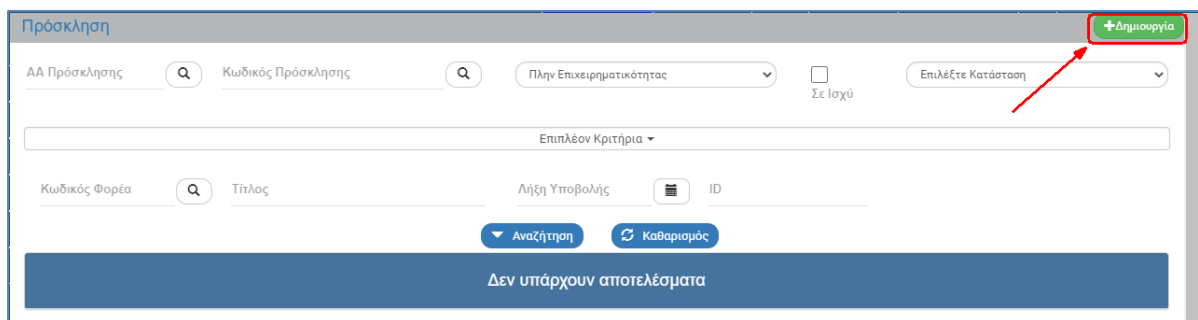 Πρόσκληση
Δημιουργία
ΑΑ Πρόσκλησης Κωδικός Πρόσκλησης Πλην Επιχειρηματικότητας Επιλέξτε Κατάσταση
Σε Ισχύ
Επιπλέον Κριτήρια
Κωδικός Φορέα Τίτλος Λήξη Υποβολής ID
Αναζήτηση Καθαρισμός
Δεν υπάρχουν αποτελέσματα